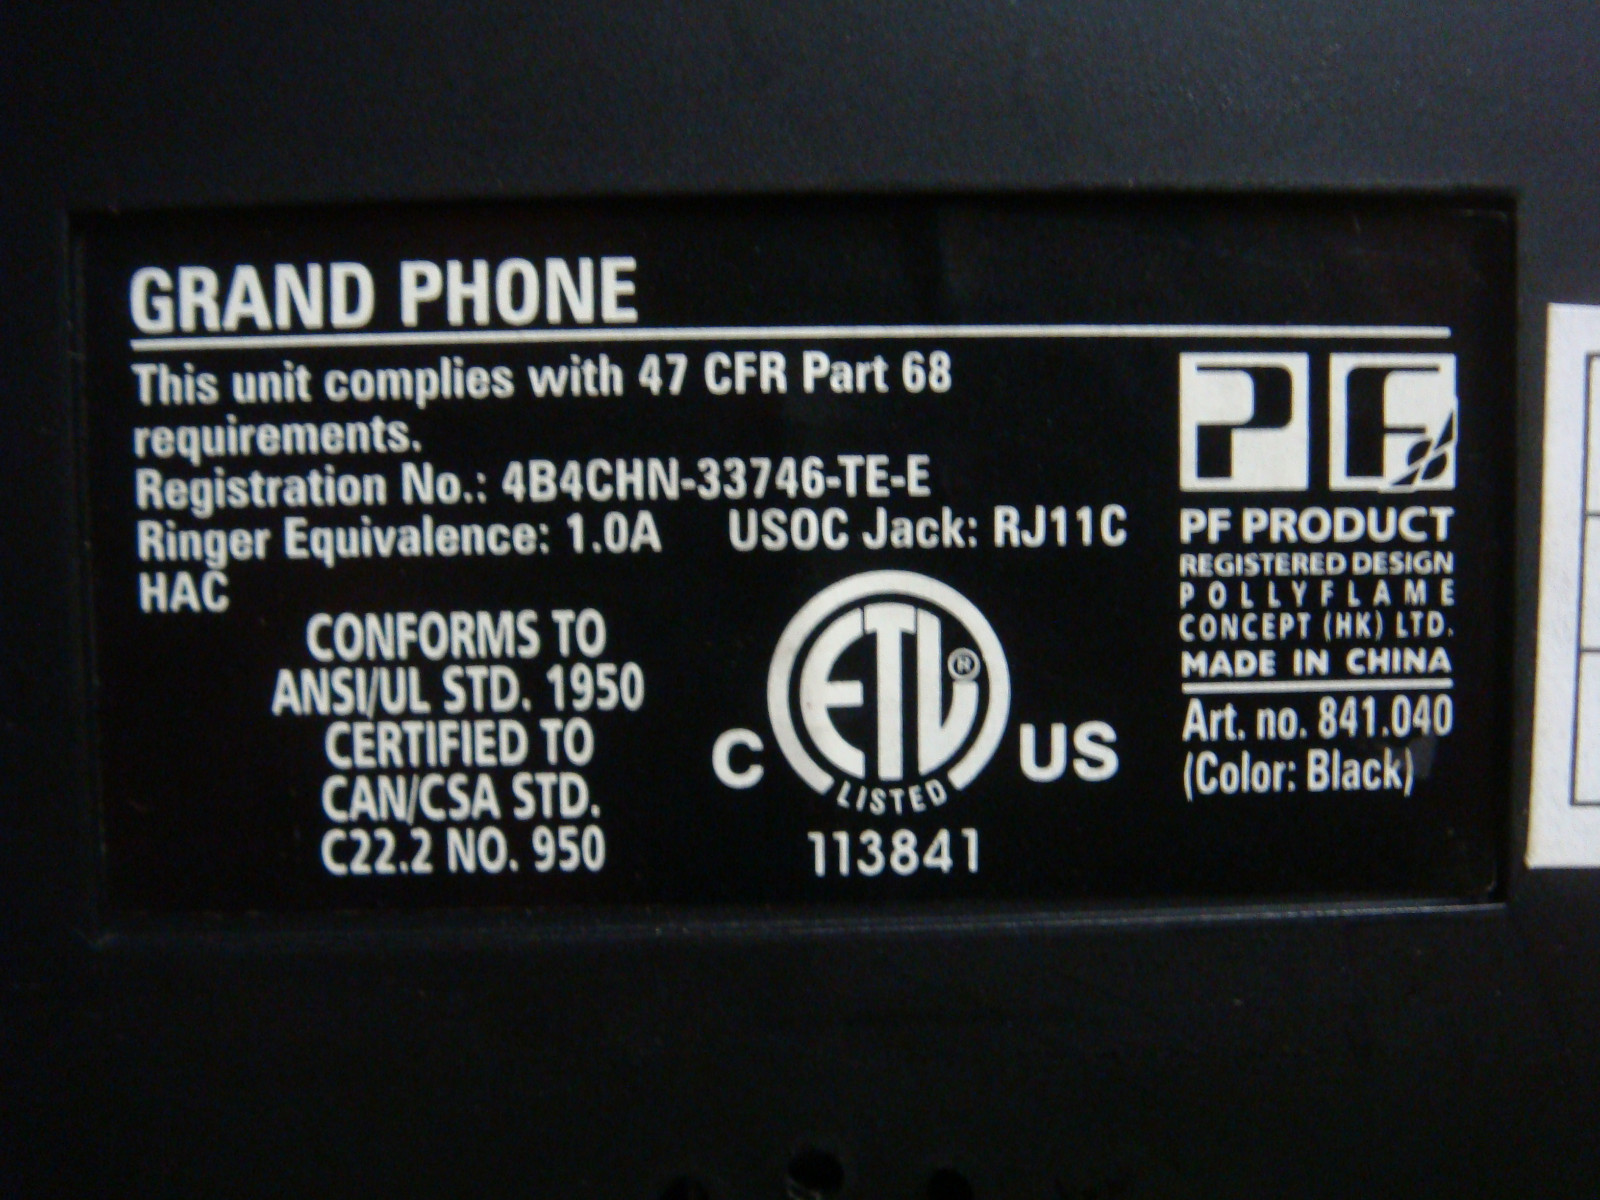 GRAND PHONE
This unit complies with 47 CFR Part 68
requirements.
Registration No.: 4B4CHN-33746-TE-E
Ringer Equivalence: 1.0A USOC Jack: RJ11C
HAC
CONFORMS TO
ANSI/UL STD. 1950
CERTIFIED TO
CAN/CSA STD.
C22.2 NO. 950
C ETL® US
LISTED
113841
PF
PF PRODUCT
REGISTERED DESIGN
POLLYFLAME
CONCEPT (HK) LTD.
MADE IN CHINA
Art. no. 841.040
(Color: Black)